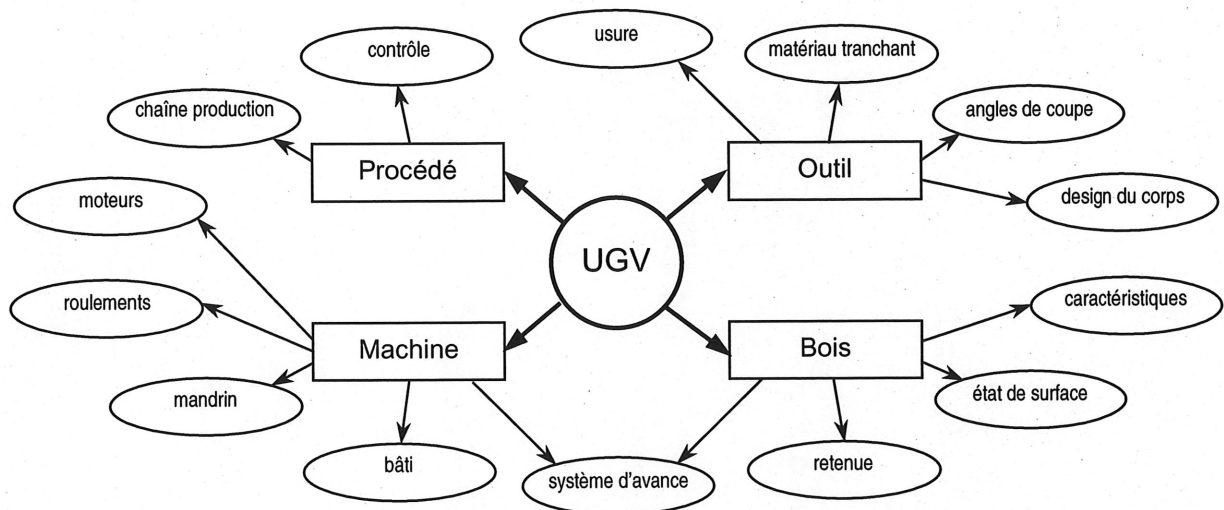 contrôle
usure
matériau tranchant
chaîne production
angles de coupe
Procédé
Outil
moteurs
design du corps
UGV
roulements
caractéristiques
Machine
Bois
mandrin
état de surface
bâti
système d'avance
retenue